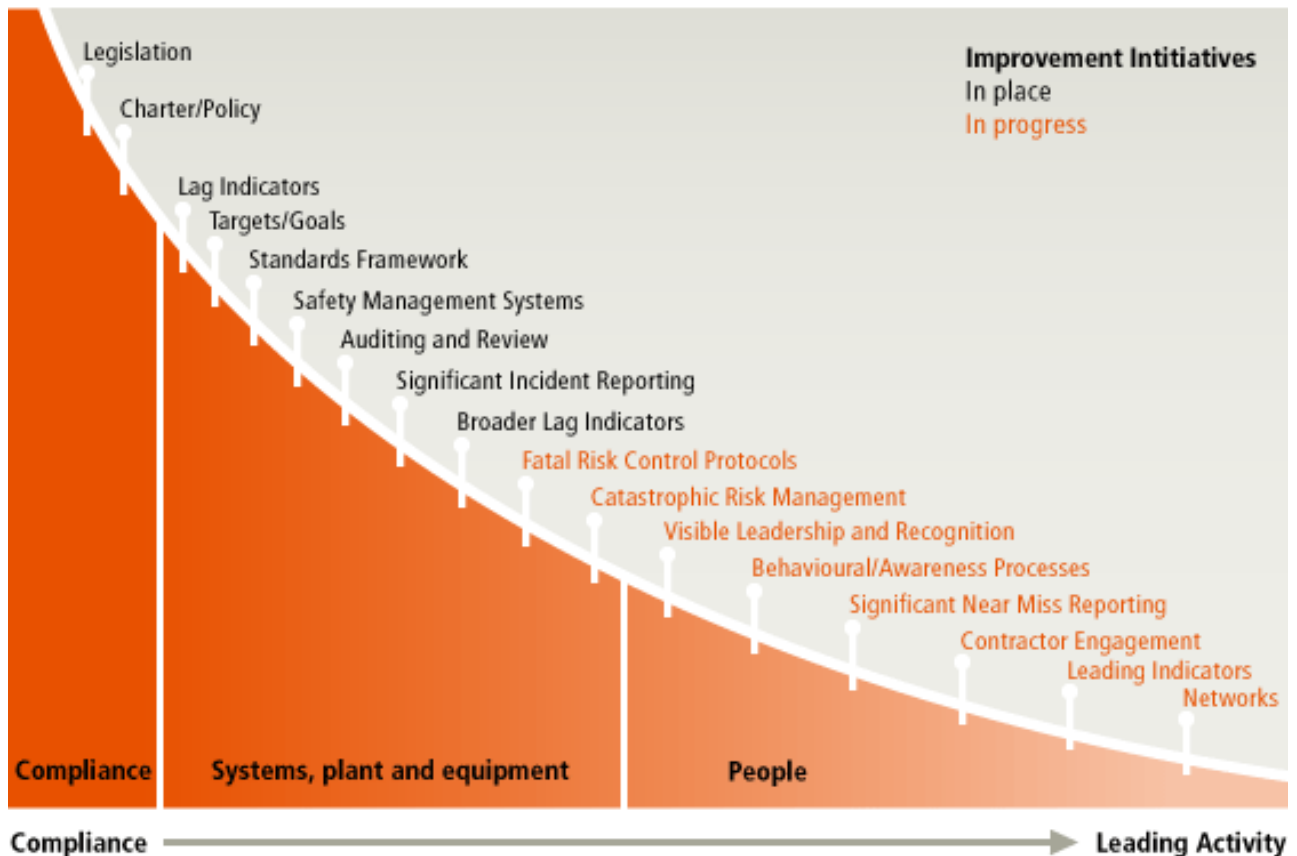 Legislation
Charter/Policy
Lag Indicators
Targets/Goals
Standards Framework
Safety Management Systems
Auditing and Review
Significant Incident Reporting
Broader Lag Indicators
Fatal Risk Control Protocols
Catastrophic Risk Management
Visible Leadership and Recognition
Behavioural/Awareness Processes
Significant Near Miss Reporting
Contractor Engagement
Leading Indicators
Networks
Improvement Intitiatives
In place
In progress
Compliance
Systems, plant and equipment
People
Compliance
Leading Activity